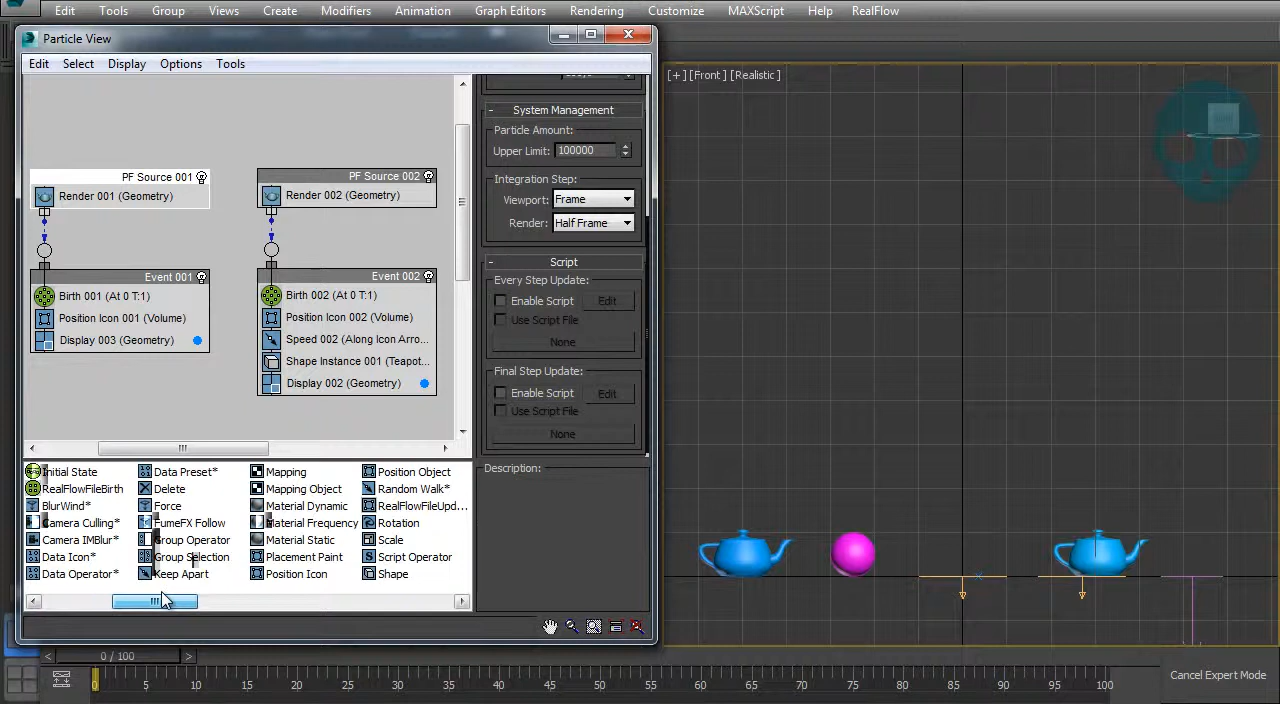 Edit Tools Group Views Create Modifiers Animation Graph Editors Rendering Customize MAXScript Help RealFlow
Particle View
Edit Select Display Options Tools
[+] [Front] [Realistic]
System Management
Particle Amount:
Upper Limit: 100000
Integration Step:
Viewport: Frame
Render: Half Frame
Script
Every Step Update:
Enable Script Edit
Use Script File
None
Final Step Update:
Enable Script Edit
Use Script File
None
Description:
PF Source 001
Render 001 (Geometry)
Event 001
Birth 001 (At 0 T:1)
Position Icon 001 (Volume)
Display 003 (Geometry)
PF Source 002
Render 002 (Geometry)
Event 002
Birth 002 (At 0 T:1)
Position Icon 002 (Volume)
Speed 002 (Along Icon Arro...
Shape Instance 001 (Teapot...
Display 002 (Geometry)
Initial State Data Preset* Mapping Position Object
RealFlowFileBirth Delete Mapping Object Random Walk*
BlurWind* Force Material Dynamic RealFlowFileUpd...
Camera Culling* FumeFX Follow Material Frequency Rotation
Camera IMBlur* Group Operator Material Static Scale
Data Icon* Group Selection Placement Paint Script Operator
Data Operator* Keep Apart Position Icon Shape
< 0 / 100 >
0 5 10 15 20 25 30 35 40 45 50 55 60 65 70 75 80 85 90 95 100
Cancel Expert Mode